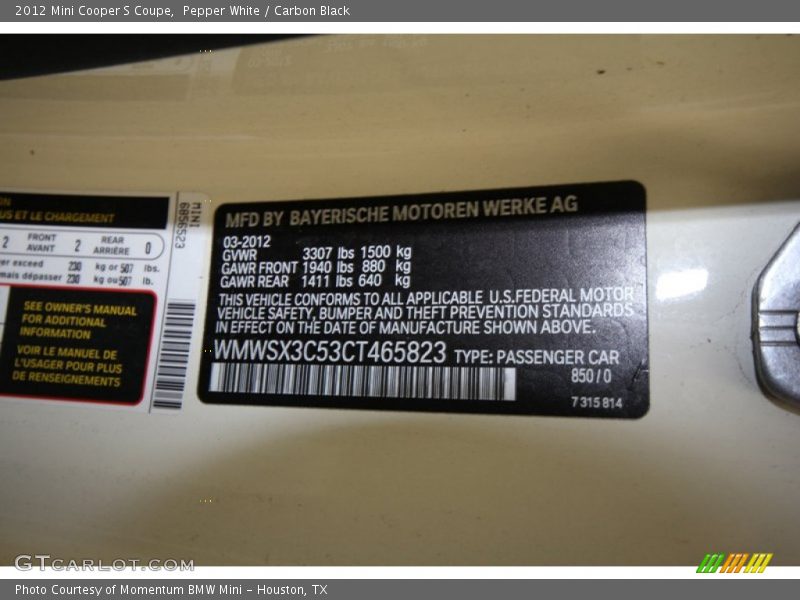 2012 Mini Cooper S Coupe,  Pepper White / Carbon Black
US ET LE CHARGEMENT
2 FRONT AVANT 2 REAR ARRIÈRE 0
er exceed 230 kg or 507 lbs.
mais dépasser 230 kg ou 507 lb.
SEE OWNER'S MANUAL
FOR ADDITIONAL
INFORMATION
VOIR LE MANUEL DE
L'USAGER POUR PLUS
DE RENSEIGNEMENTS
MINI
6856523
MFD BY BAYERISCHE MOTOREN WERKE AG
03-2012
GVWR 3307 lbs 1500 kg
GAWR FRONT 1940 lbs 880 kg
GAWR REAR 1411 lbs 640 kg
THIS VEHICLE CONFORMS TO ALL APPLICABLE U.S.FEDERAL MOTOR
VEHICLE SAFETY, BUMPER AND THEFT PREVENTION STANDARDS
IN EFFECT ON THE DATE OF MANUFACTURE SHOWN ABOVE.
WMWSX3C53CT465823 TYPE: PASSENGER CAR
850/0
7 315 814
GTCARLOT.COM
Photo Courtesy of Momentum BMW Mini - Houston, TX